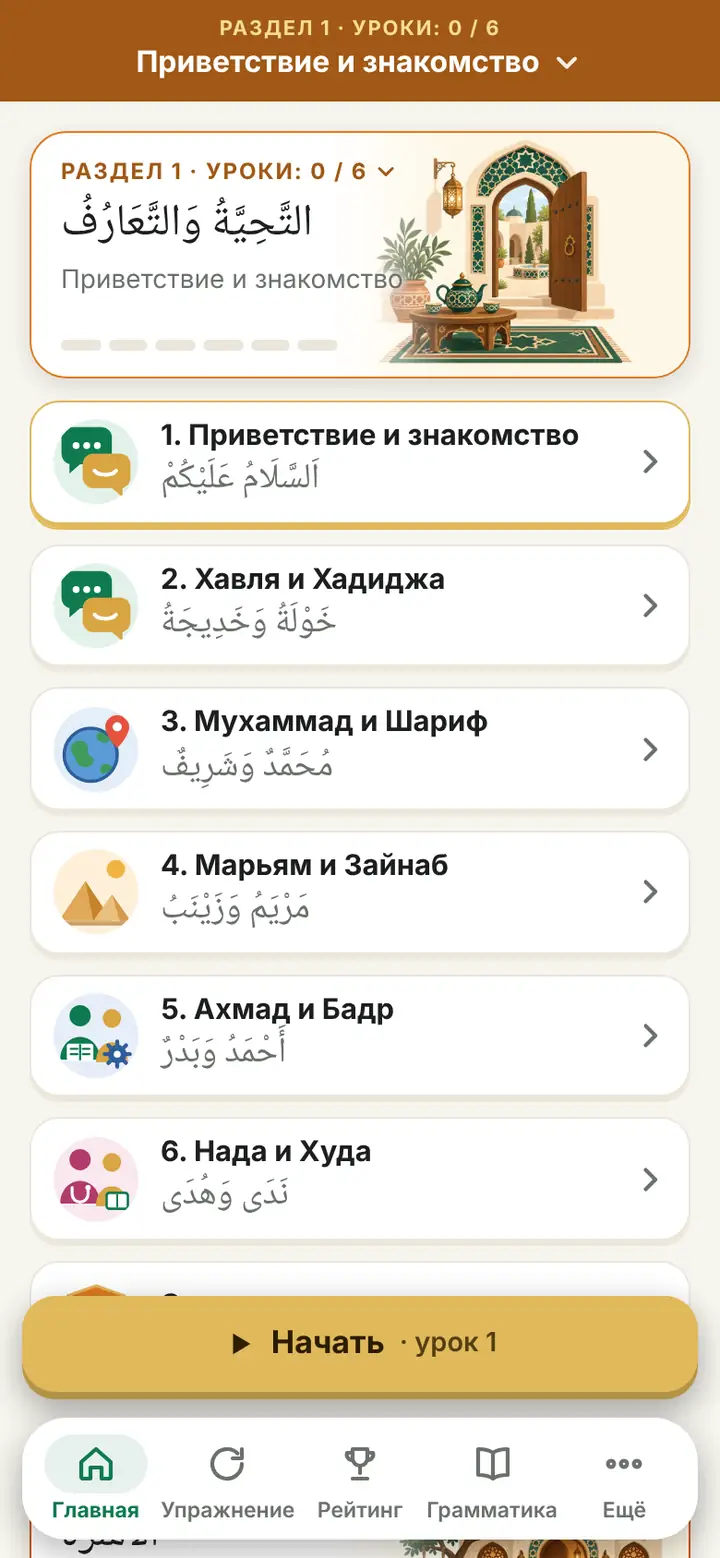 РАЗДЕЛ 1 · УРОКИ: 0 / 6
Приветствие и знакомство
РАЗДЕЛ 1 · УРОКИ: 0 / 6
التَّحِيَّةُ وَالتَّعَارُفُ
Приветствие и знакомство
1. Приветствие и знакомство
اَلسَّلَامُ عَلَيْكُمْ
2. Хавля и Хадиджа
خَوْلَةُ وَخَدِيجَةُ
3. Мухаммад и Шариф
مُحَمَّدٌ وَشَرِيفٌ
4. Марьям и Зайнаб
مَرْيَمُ وَزَيْنَبُ
5. Ахмад и Бадр
أَحْمَدُ وَبَدْرٌ
6. Нада и Худа
نَدَى وَهُدَى
Начать · урок 1
Главная Упражнение Рейтинг Грамматика Ещё